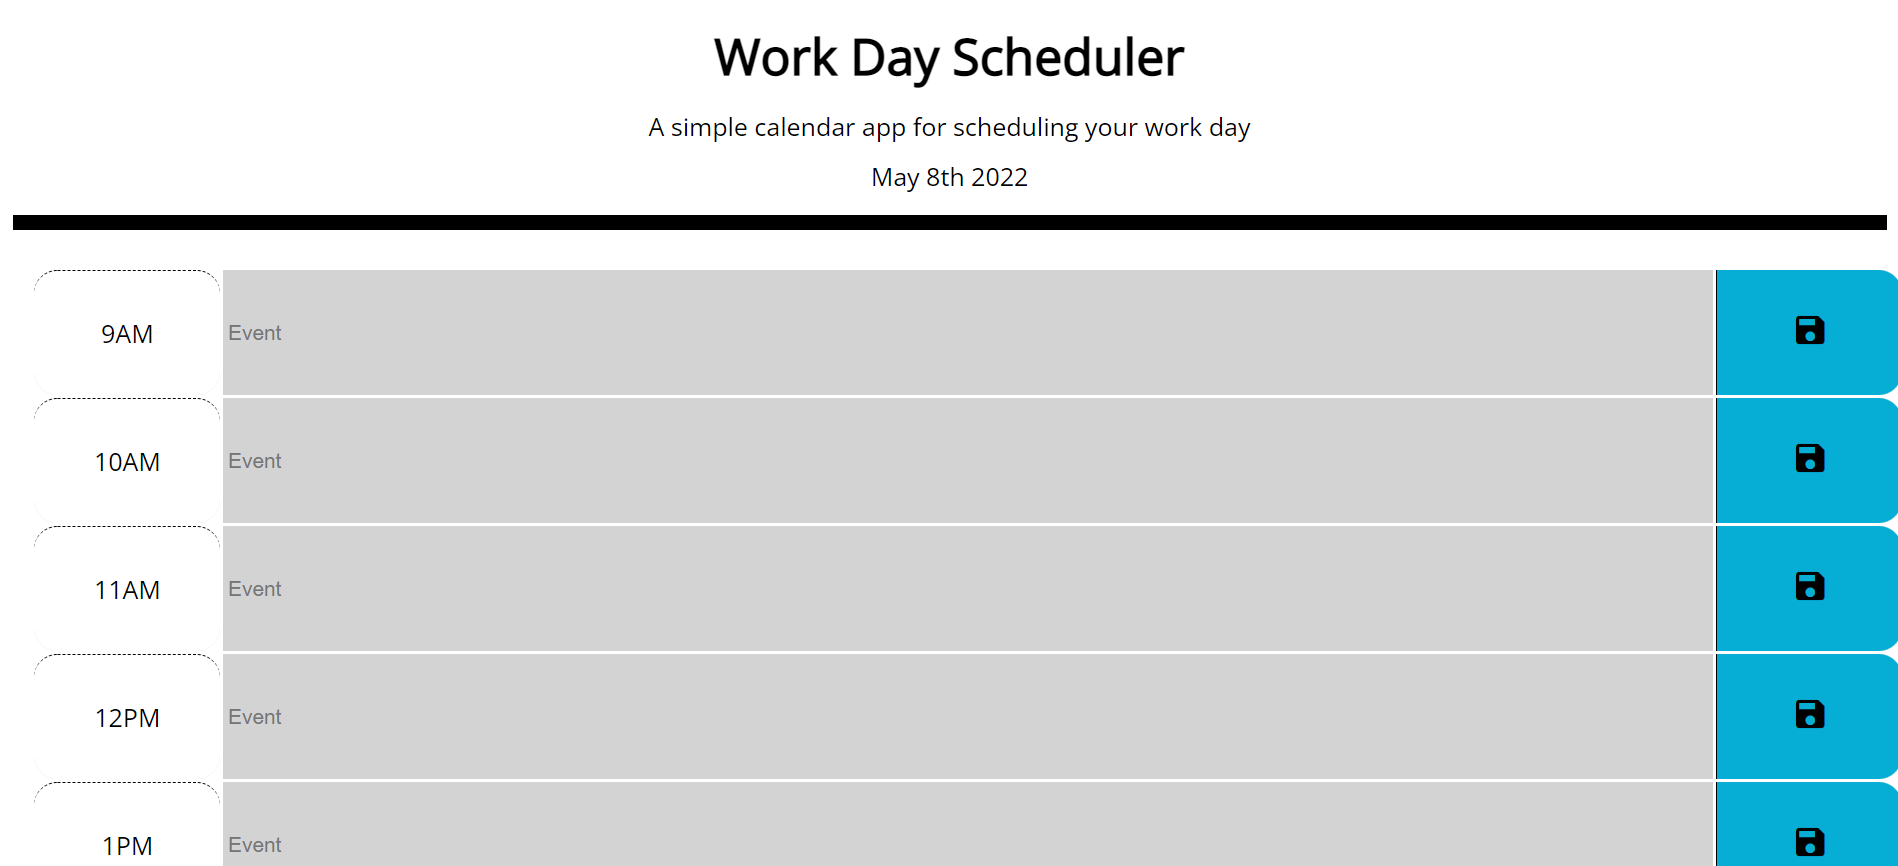 Work Day Scheduler
A simple calendar app for scheduling your work day
May 8th 2022
9AM Event
10AM Event
11AM Event
12PM Event
1PM Event